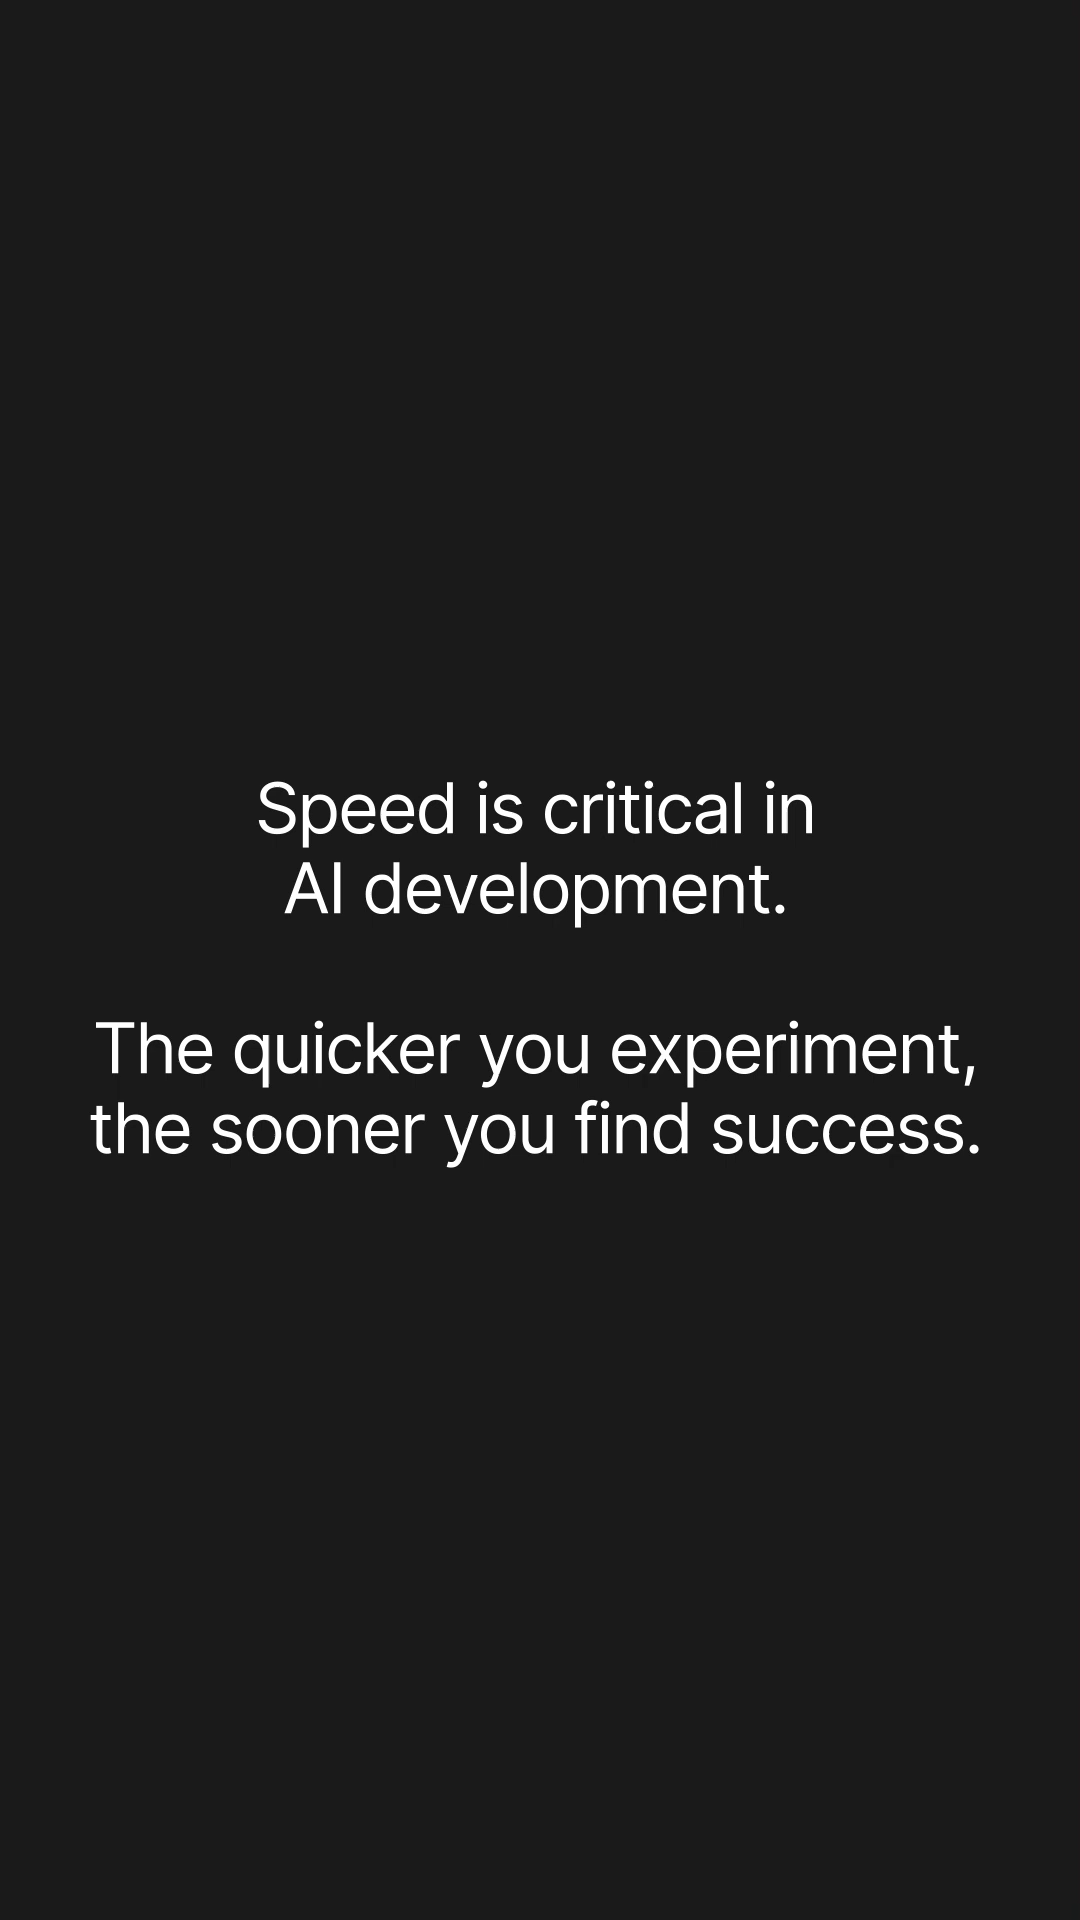 Speed is critical in
AI development.
The quicker you experiment,
the sooner you find success.